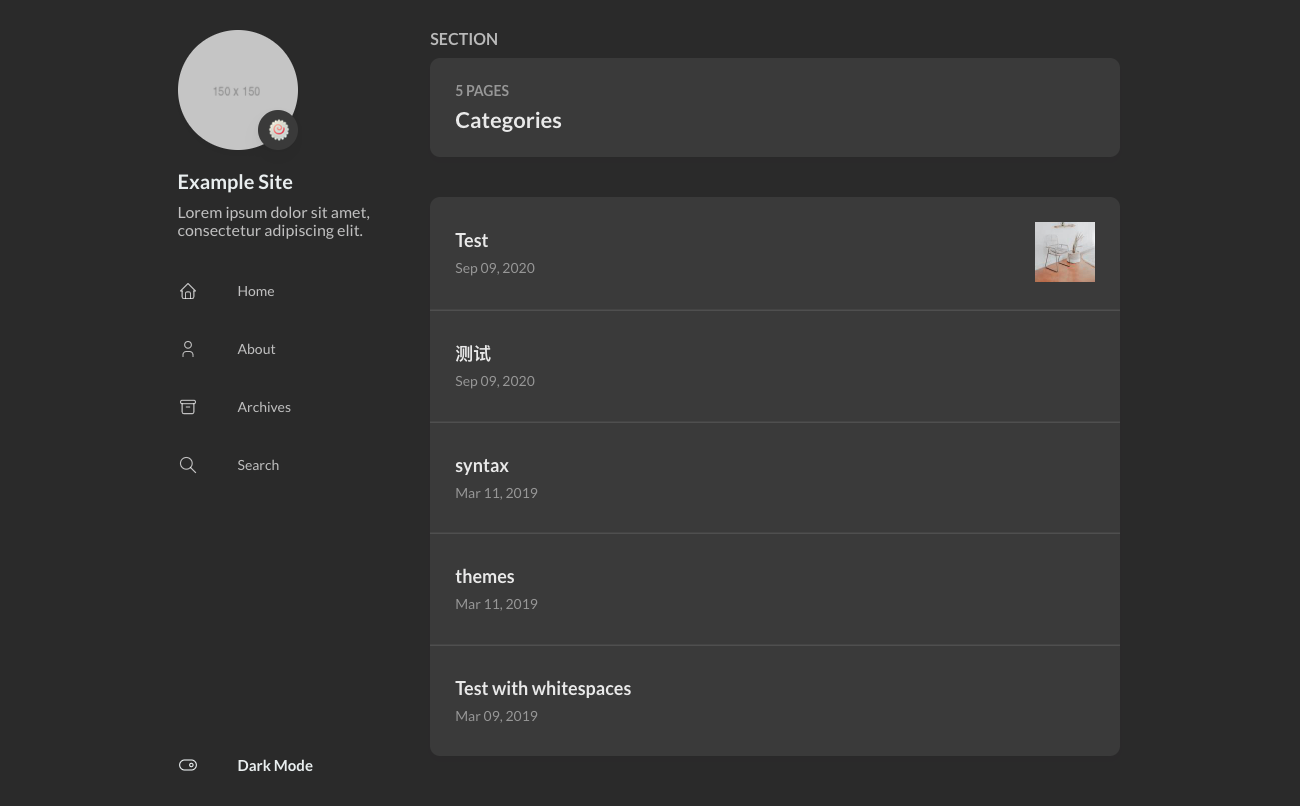 150 x 150
Example Site
Lorem ipsum dolor sit amet,
consectetur adipiscing elit.
Home
About
Archives
Search
Dark Mode
SECTION
5 PAGES
Categories
Test
Sep 09, 2020
测试
Sep 09, 2020
syntax
Mar 11, 2019
themes
Mar 11, 2019
Test with whitespaces
Mar 09, 2019